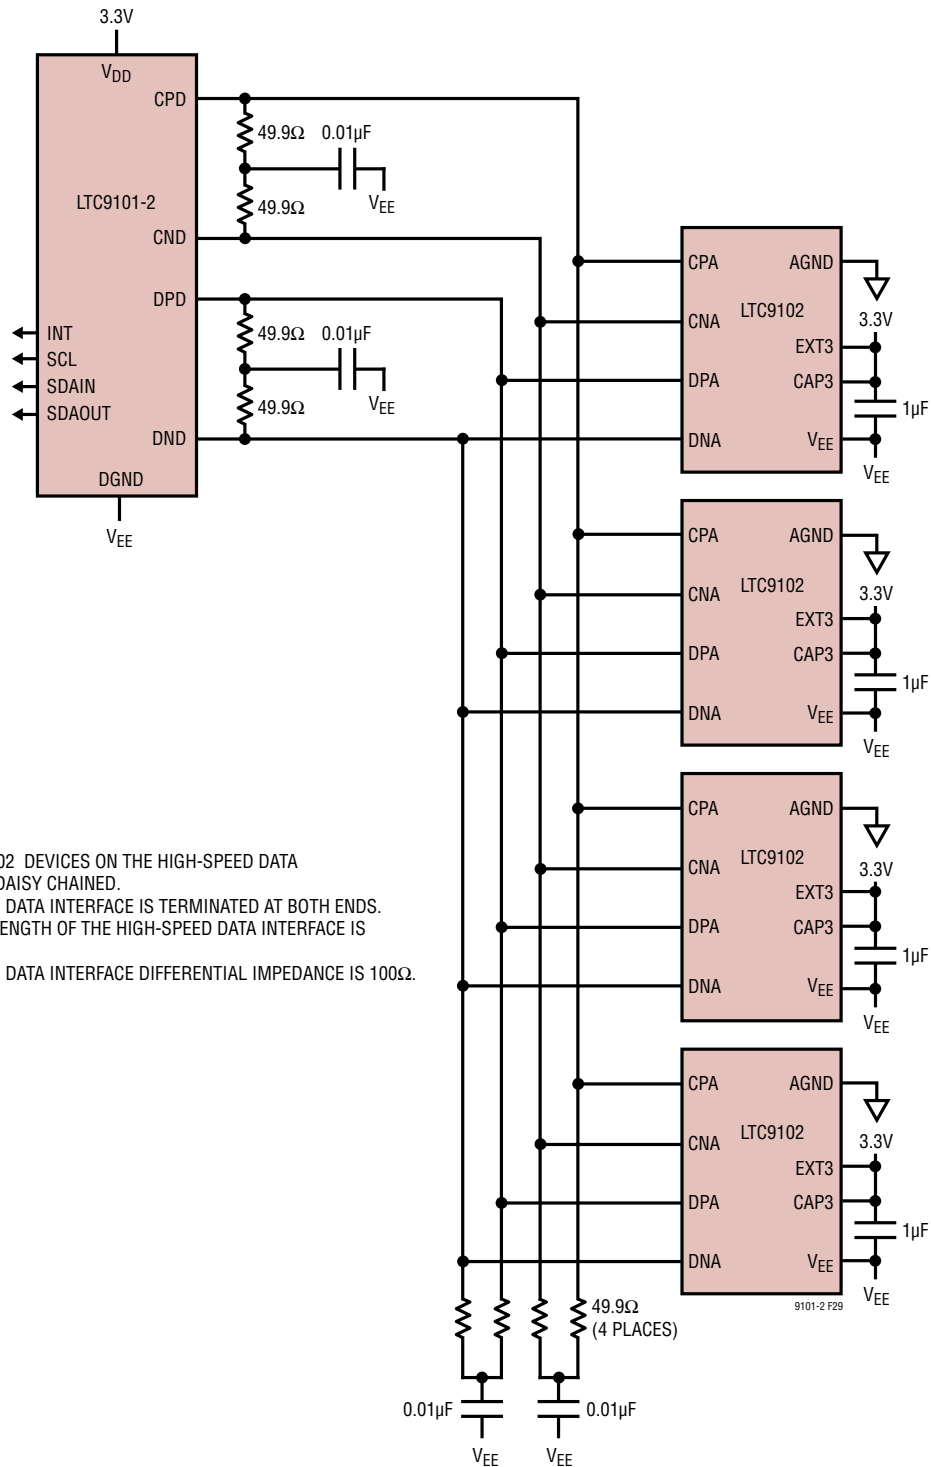 3.3V
VDD
CPD
49.9Ω 0.01µF
VEE
LTC9101-2
49.9Ω
CND
DPD
49.9Ω 0.01µF
VEE
49.9Ω
INT
SCL
SDAIN
SDAOUT
DND
DGND
VEE
CPA AGND
LTC9102
CNA 3.3V
EXT3
DPA CAP3
1µF
DNA VEE
VEE
CPA AGND
LTC9102
CNA 3.3V
EXT3
DPA CAP3
1µF
DNA VEE
VEE
02 DEVICES ON THE HIGH-SPEED DATA
DAISY CHAINED.
DATA INTERFACE IS TERMINATED AT BOTH ENDS.
ENGTH OF THE HIGH-SPEED DATA INTERFACE IS
DATA INTERFACE DIFFERENTIAL IMPEDANCE IS 100Ω.
CPA AGND
LTC9102
CNA 3.3V
EXT3
DPA CAP3
1µF
DNA VEE
VEE
CPA AGND
LTC9102
CNA 3.3V
EXT3
DPA CAP3
1µF
DNA VEE
VEE
9101-2 F29
49.9Ω
(4 PLACES)
0.01µF 0.01µF
VEE VEE